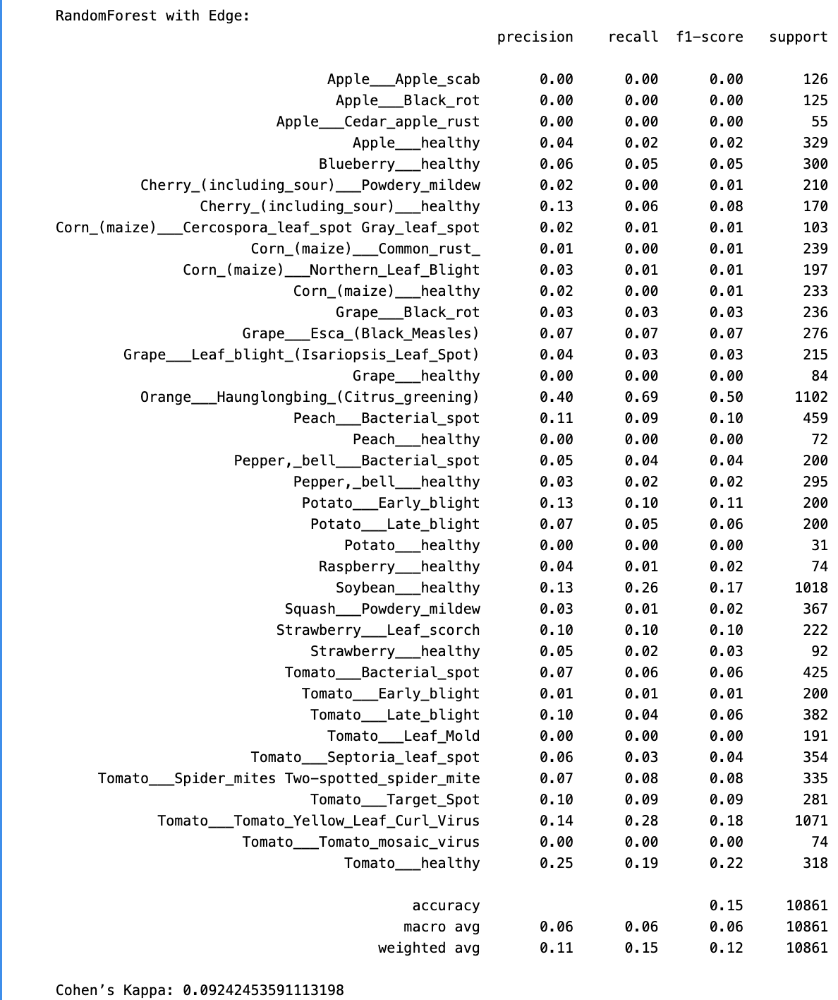 RandomForest with Edge:
precision recall f1-score support
Apple___Apple_scab 0.00 0.00 0.00 126
Apple___Black_rot 0.00 0.00 0.00 125
Apple___Cedar_apple_rust 0.00 0.00 0.00 55
Apple___healthy 0.04 0.02 0.02 329
Blueberry___healthy 0.06 0.05 0.05 300
Cherry_(including_sour)___Powdery_mildew 0.02 0.00 0.01 210
Cherry_(including_sour)___healthy 0.13 0.06 0.08 170
Corn_(maize)___Cercospora_leaf_spot Gray_leaf_spot 0.02 0.01 0.01 103
Corn_(maize)___Common_rust_ 0.01 0.00 0.01 239
Corn_(maize)___Northern_Leaf_Blight 0.03 0.01 0.01 197
Corn_(maize)___healthy 0.02 0.00 0.01 233
Grape___Black_rot 0.03 0.03 0.03 236
Grape___Esca_(Black_Measles) 0.07 0.07 0.07 276
Grape___Leaf_blight_(Isariopsis_Leaf_Spot) 0.04 0.03 0.03 215
Grape___healthy 0.00 0.00 0.00 84
Orange___Haunglongbing_(Citrus_greening) 0.40 0.69 0.50 1102
Peach___Bacterial_spot 0.11 0.09 0.10 459
Peach___healthy 0.00 0.00 0.00 72
Pepper,_bell___Bacterial_spot 0.05 0.04 0.04 200
Pepper,_bell___healthy 0.03 0.02 0.02 295
Potato___Early_blight 0.13 0.10 0.11 200
Potato___Late_blight 0.07 0.05 0.06 200
Potato___healthy 0.00 0.00 0.00 31
Raspberry___healthy 0.04 0.01 0.02 74
Soybean___healthy 0.13 0.26 0.17 1018
Squash___Powdery_mildew 0.03 0.01 0.02 367
Strawberry___Leaf_scorch 0.10 0.10 0.10 222
Strawberry___healthy 0.05 0.02 0.03 92
Tomato___Bacterial_spot 0.07 0.06 0.06 425
Tomato___Early_blight 0.01 0.01 0.01 200
Tomato___Late_blight 0.10 0.04 0.06 382
Tomato___Leaf_Mold 0.00 0.00 0.00 191
Tomato___Septoria_leaf_spot 0.06 0.03 0.04 354
Tomato___Spider_mites Two-spotted_spider_mite 0.07 0.08 0.08 335
Tomato___Target_Spot 0.10 0.09 0.09 281
Tomato___Tomato_Yellow_Leaf_Curl_Virus 0.14 0.28 0.18 1071
Tomato___Tomato_mosaic_virus 0.00 0.00 0.00 74
Tomato___healthy 0.25 0.19 0.22 318
accuracy 0.15 10861
macro avg 0.06 0.06 0.06 10861
weighted avg 0.11 0.15 0.12 10861
Cohen’s Kappa: 0.09242453591113198